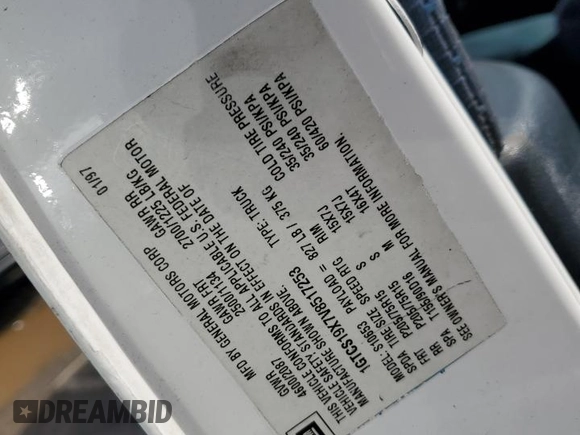 MFD BY GENERAL MOTORS CORP 01/97
GVWR GAWR FRT GAWR RR
4600/2087 2500/1134 2700/1225 LB/KG
THIS VEHICLE CONFORMS TO ALL APPLICABLE U.S. FEDERAL MOTOR
VEHICLE SAFETY STANDARDS IN EFFECT ON THE DATE OF
MANUFACTURE SHOWN ABOVE.
1GTCS19X7V8517253 TYPE: TRUCK
MODEL: S10653 PAYLOAD = 827 LB / 375 KG
TIRE SIZE SPEED RTG RIM COLD TIRE PRESSURE
FRT P205/75R15 S 15X7J 35/240 PSI/KPA
RR P205/75R15 S 15X7J 35/240 PSI/KPA
SPA T155/80D16 M 16X4T 60/420 PSI/KPA
SEE OWNER'S MANUAL FOR MORE INFORMATION.
BIDFAX